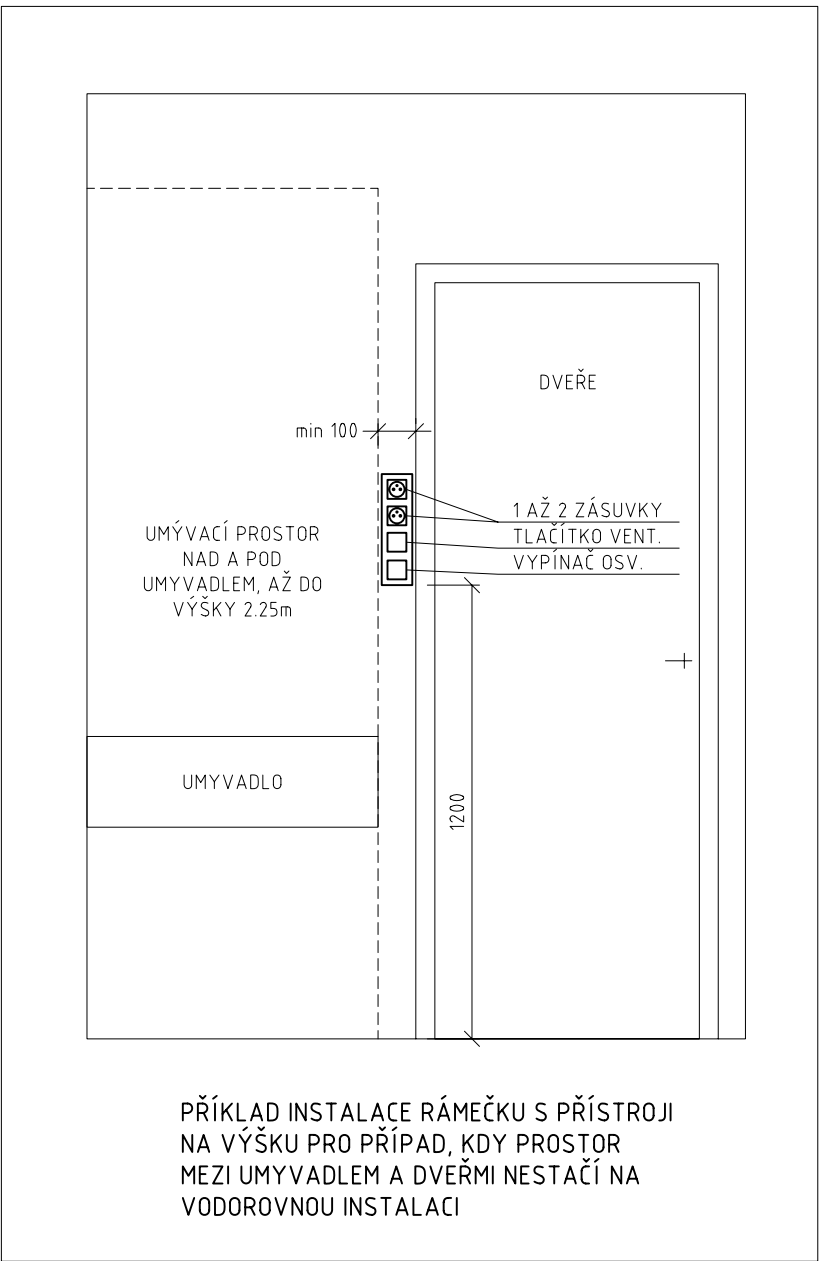 DVEŘE
min 100
1 AŽ 2 ZÁSUVKY
TLAČÍTKO VENT.
VYPÍNAČ OSV.
UMÝVACÍ PROSTOR
NAD A POD
UMYVADLEM, AŽ DO
VÝŠKY 2.25m
UMYVADLO
1200
PŘÍKLAD INSTALACE RÁMEČKU S PŘÍSTROJI
NA VÝŠKU PRO PŘÍPAD, KDY PROSTOR
MEZI UMYVADLEM A DVEŘMI NESTAČÍ NA
VODOROVNOU INSTALACI